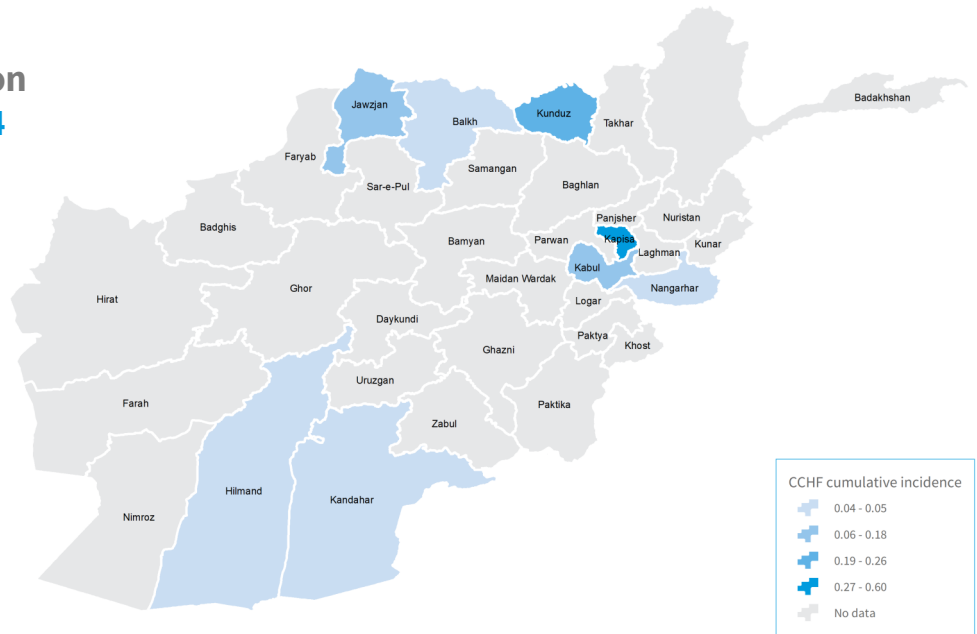 on
4
Badakhshan
Jawzjan
Kunduz
Balkh
Takhar
Faryab
Samangan
Sar-e-Pul
Baghlan
Panjsher
Nuristan
Badghis
Bamyan
Parwan
Kapisa
Kunar
Laghman
Kabul
Maidan Wardak
Nangarhar
Ghor
Hirat
Logar
Daykundi
Paktya
Khost
Ghazni
Uruzgan
Farah
Paktika
Zabul
Hilmand
Kandahar
Nimroz
CCHF cumulative incidence
0.04 - 0.05
0.06 - 0.18
0.19 - 0.26
0.27 - 0.60
No data